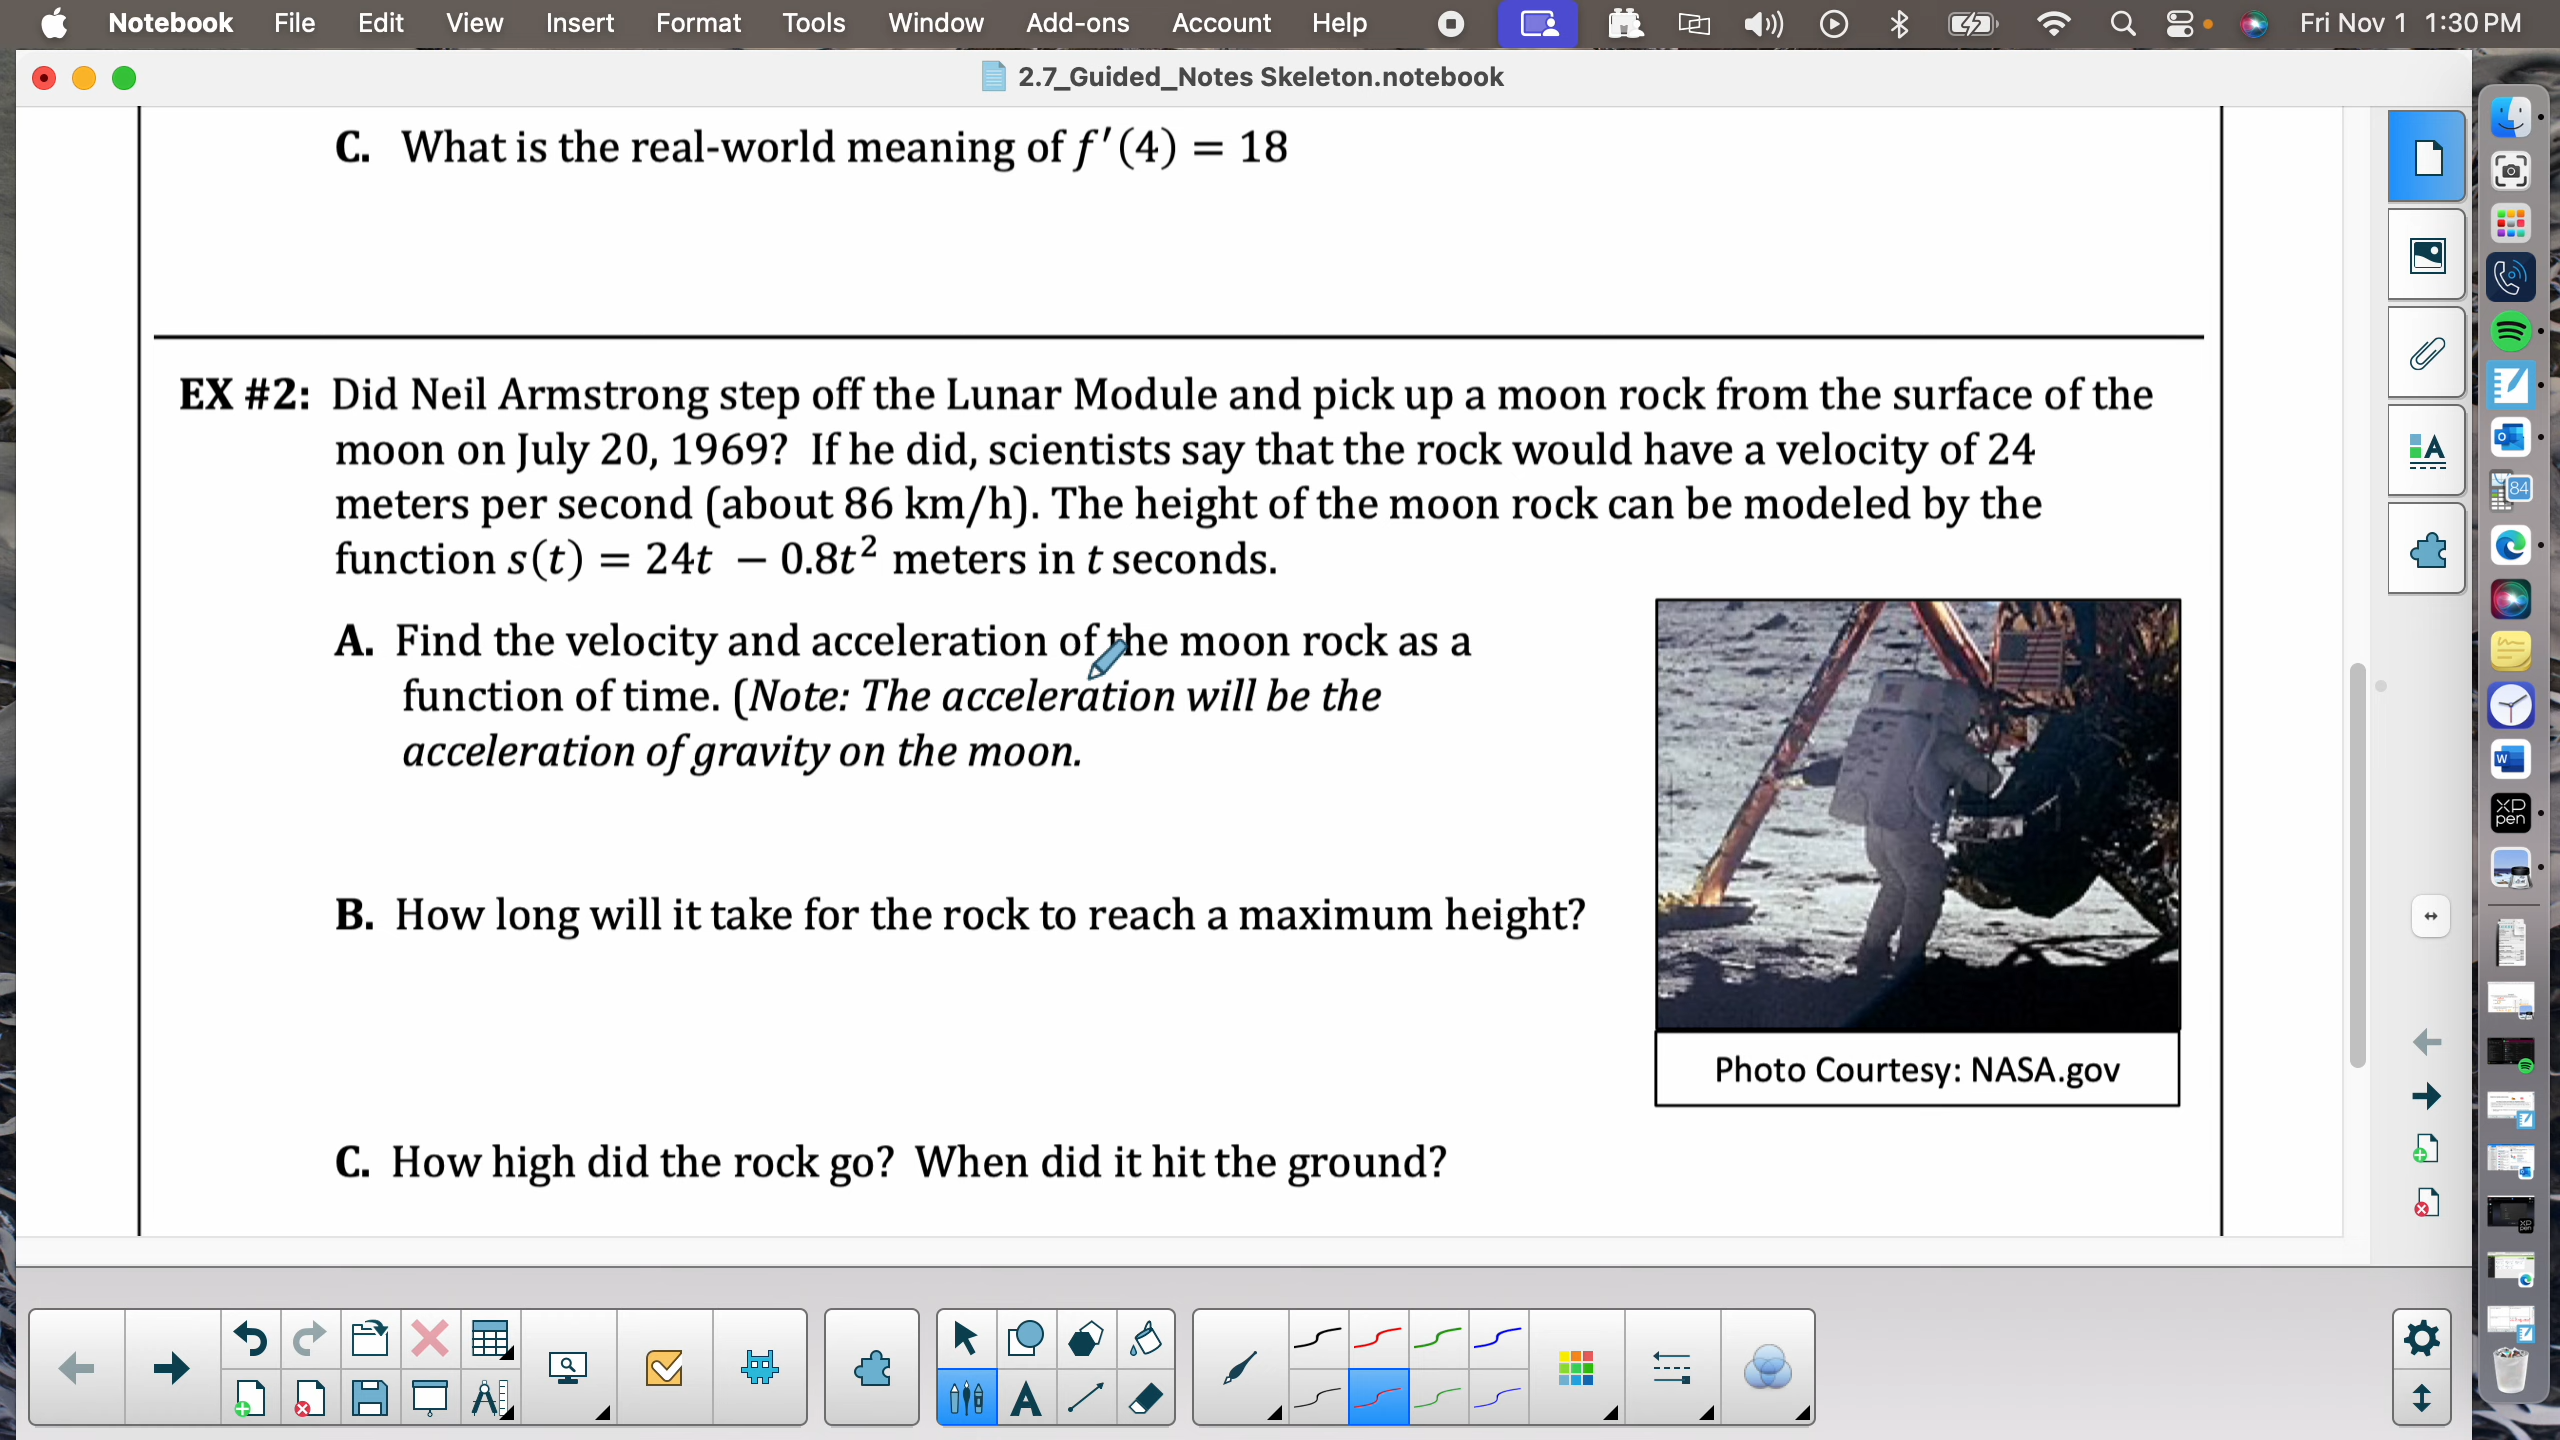 Notebook File Edit View Insert Format Tools Window Add-ons Account Help Fri Nov 1 1:30 PM
2.7_Guided_Notes Skeleton.notebook
C. What is the real-world meaning of f′(4) = 18
EX #2: Did Neil Armstrong step off the Lunar Module and pick up a moon rock from the surface of the
moon on July 20, 1969? If he did, scientists say that the rock would have a velocity of 24
meters per second (about 86 km/h). The height of the moon rock can be modeled by the
function s(t) = 24t − 0.8t² meters in t seconds.
A. Find the velocity and acceleration of the moon rock as a
function of time. (Note: The acceleration will be the
acceleration of gravity on the moon.
B. How long will it take for the rock to reach a maximum height?
Photo Courtesy: NASA.gov
C. How high did the rock go? When did it hit the ground?
84
XP
pen